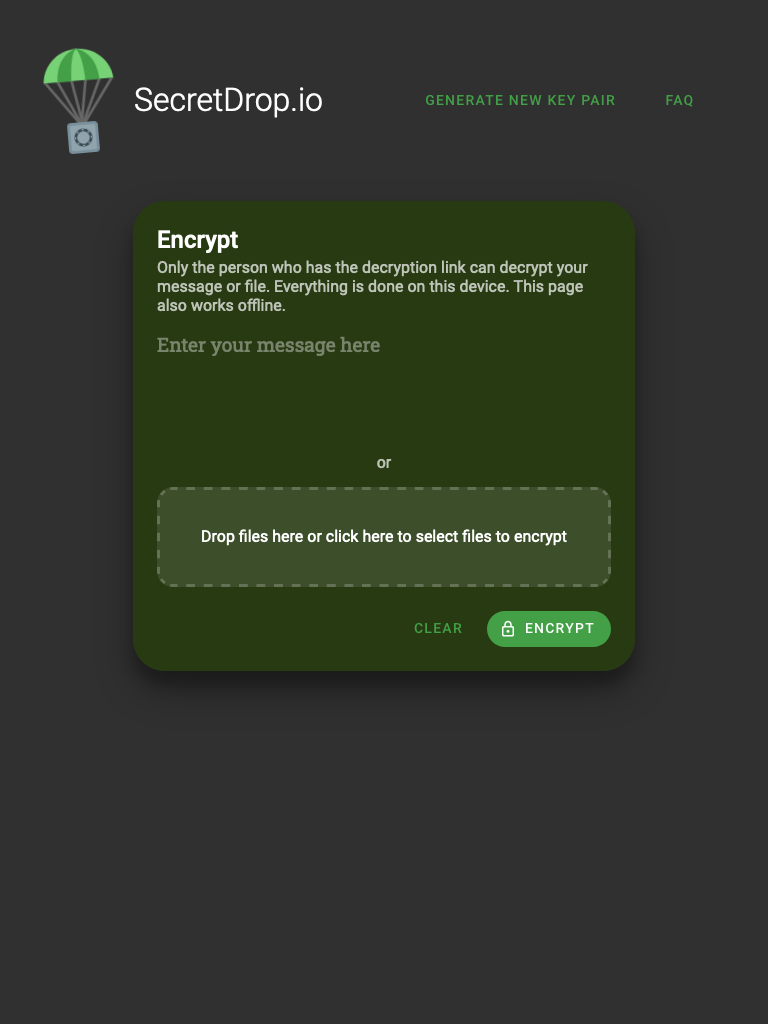 SecretDrop.io
GENERATE NEW KEY PAIR
FAQ
Encrypt
Only the person who has the decryption link can decrypt your
message or file. Everything is done on this device. This page
also works offline.
Enter your message here
or
Drop files here or click here to select files to encrypt
CLEAR
ENCRYPT